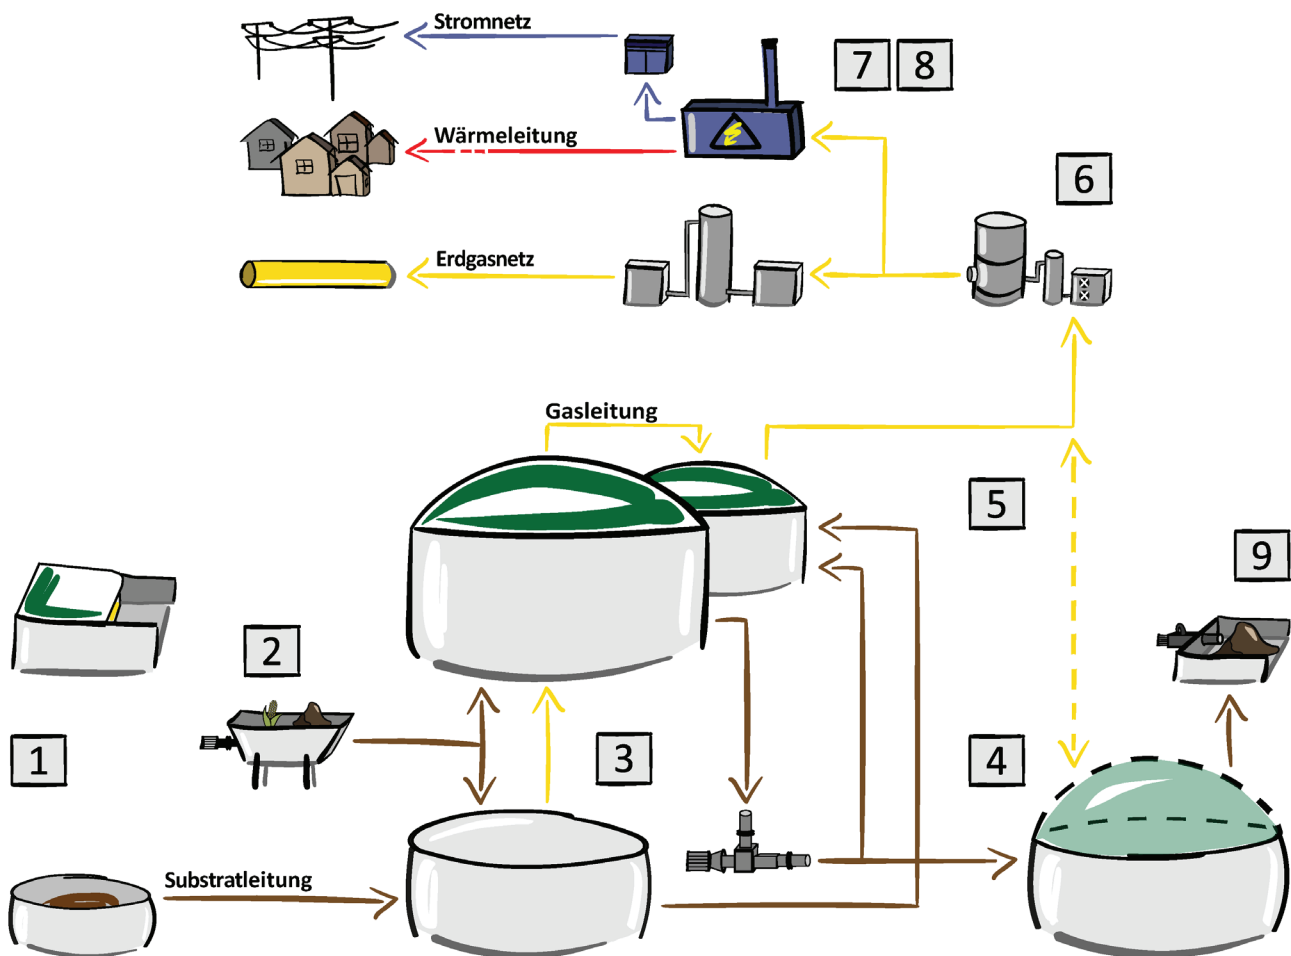 Stromnetz
7 8
Wärmeleitung
6
Erdgasnetz
Gasleitung
5
9
2
1
3
4
Substratleitung